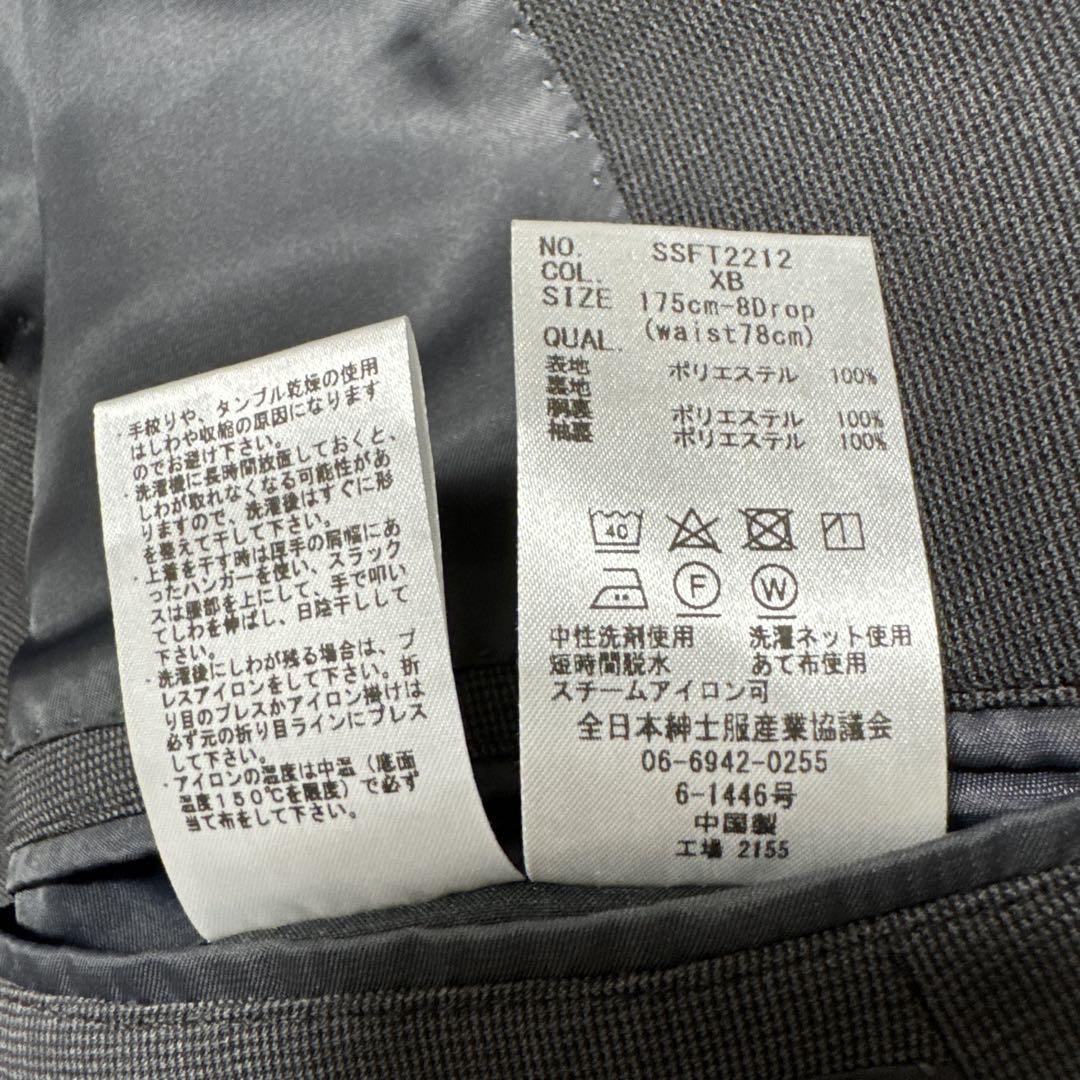 ・手絞りや、タンブル乾燥の使用
はしわや収縮の原因になります
のでお避け下さい。
・洗濯機に長時間放置しておくと、
しわが取れなくなる可能性があ
りますので、洗濯後はすぐに形
を整えて干して下さい。
・上着を干す時は厚手の肩幅にあ
ったハンガーを使い、スラック
スは腰部を上にして、手で叩い
てしわを伸ばし、日陰干しして
下さい。
・洗濯後にしわが残る場合は、プ
レスアイロンをして下さい。折
り目のプレスかアイロン掛けは
必ず元の折り目ラインにプレス
して下さい。
・アイロンの温度は中温（底面
温度150℃を限度）で必ず
当て布をして下さい。
NO. SSFT2212
COL. XB
SIZE 175cm-8Drop
(waist78cm)
QUAL.
表地 ポリエステル 100%
裏地
胴裏 ポリエステル 100%
袖裏 ポリエステル 100%
40
F W
中性洗剤使用 洗濯ネット使用
短時間脱水 あて布使用
スチームアイロン可
全日本紳士服産業協議会
06-6942-0255
6-1446号
中国製
工場 2155